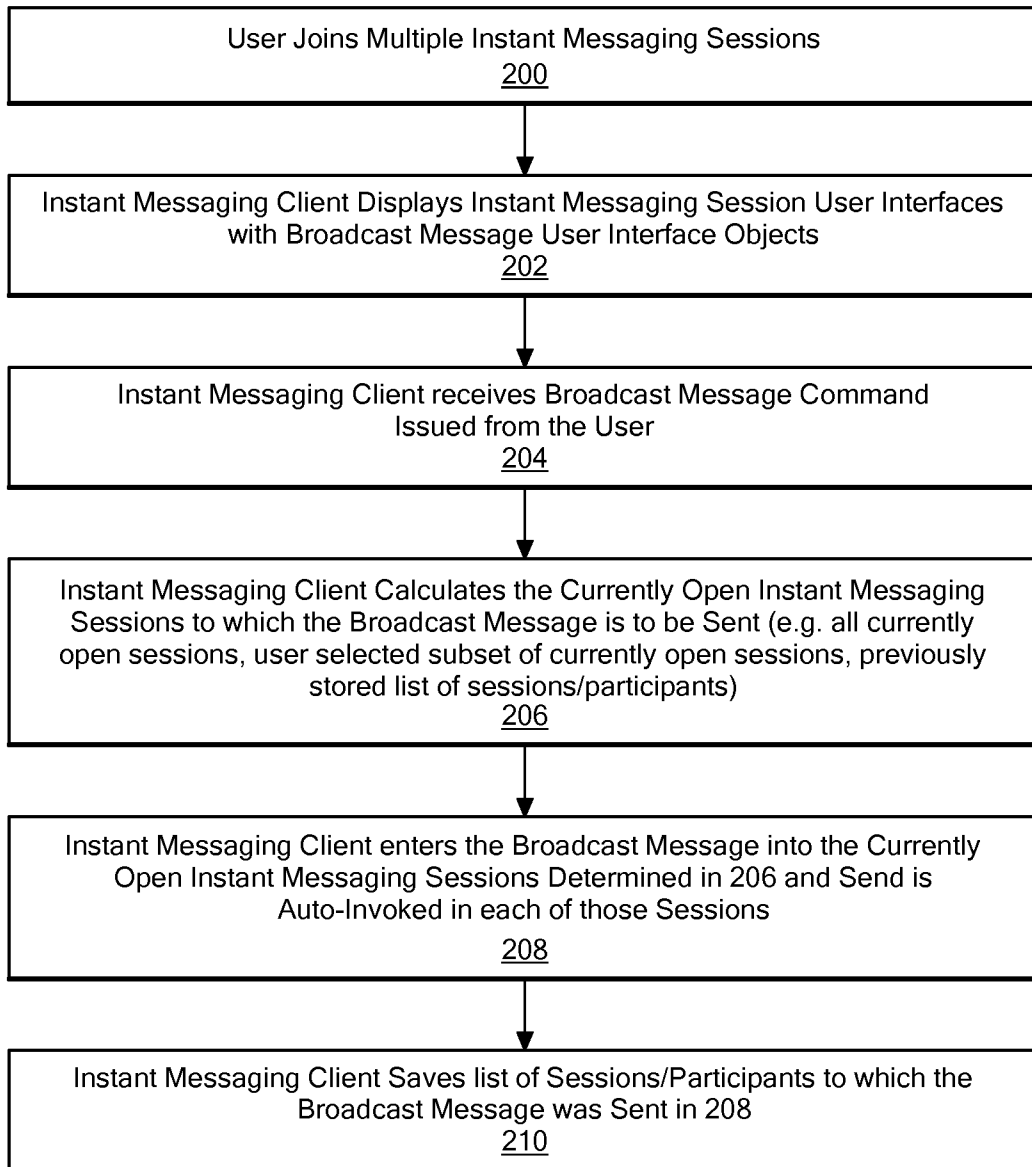 User Joins Multiple Instant Messaging Sessions
200
Instant Messaging Client Displays Instant Messaging Session User Interfaces
with Broadcast Message User Interface Objects
202
Instant Messaging Client receives Broadcast Message Command
Issued from the User
204
Instant Messaging Client Calculates the Currently Open Instant Messaging
Sessions to which the Broadcast Message is to be Sent (e.g. all currently
open sessions, user selected subset of currently open sessions, previously
stored list of sessions/participants)
206
Instant Messaging Client enters the Broadcast Message into the Currently
Open Instant Messaging Sessions Determined in 206 and Send is
Auto-Invoked in each of those Sessions
208
Instant Messaging Client Saves list of Sessions/Participants to which the
Broadcast Message was Sent in 208
210